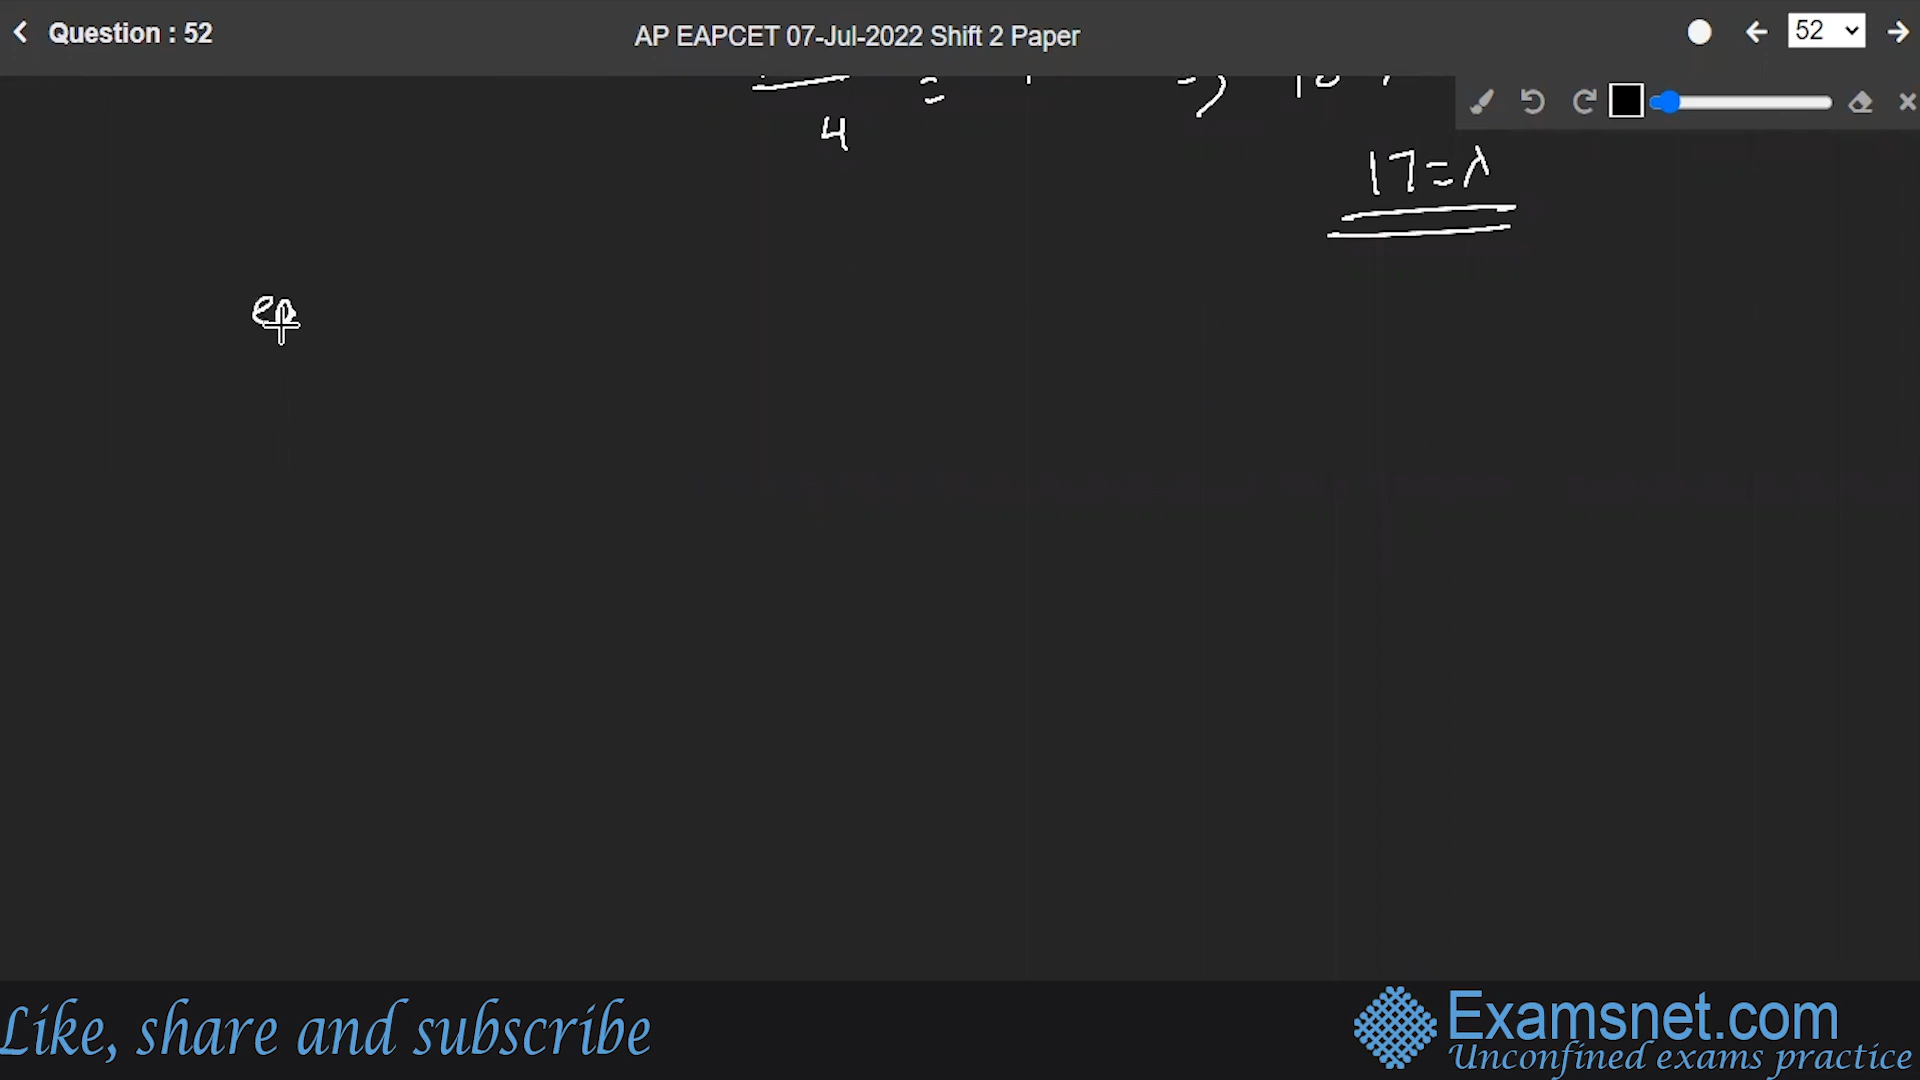 Question : 52
AP EAPCET 07-Jul-2022 Shift 2 Paper
52
4
17=λ
Like, share and subscribe
Examsnet.com
Unconfined exams practice